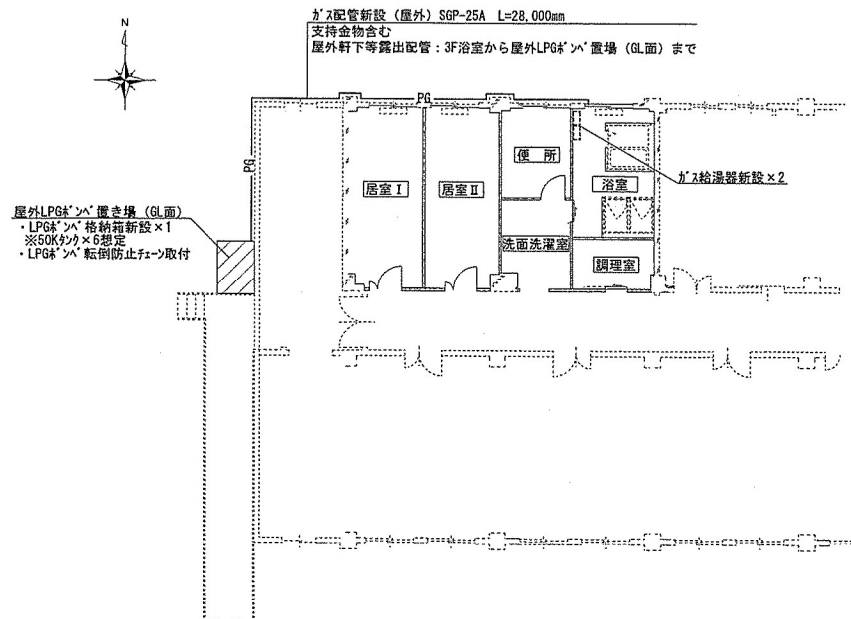 ガス配管新設（屋外）SGP-25A L=28,000mm
支持金物含む
屋外軒下等露出配管：3F浴室から屋外LPGボンベ置場（GL面）まで
N
PG
PG
便 所
居室Ⅰ
居室Ⅱ
浴室
ガス給湯器新設×2
屋外LPGボンベ置き場（GL面）
・LPGボンベ格納箱新設×1
※50Kタンク×6想定
・LPGボンベ転倒防止チェーン取付
洗面洗濯室
調理室